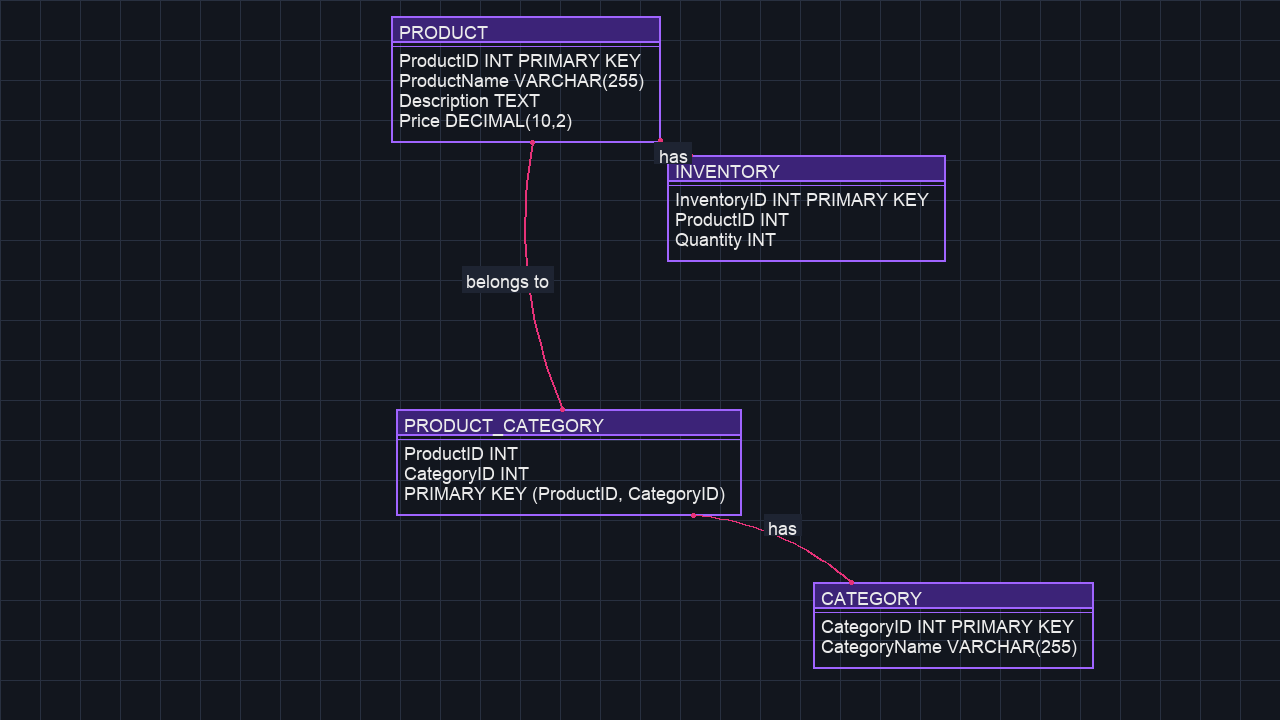 PRODUCT
ProductID INT PRIMARY KEY
ProductName VARCHAR(255)
Description TEXT
Price DECIMAL(10,2)
has
INVENTORY
InventoryID INT PRIMARY KEY
ProductID INT
Quantity INT
belongs to
PRODUCT_CATEGORY
ProductID INT
CategoryID INT
PRIMARY KEY (ProductID, CategoryID)
has
CATEGORY
CategoryID INT PRIMARY KEY
CategoryName VARCHAR(255)